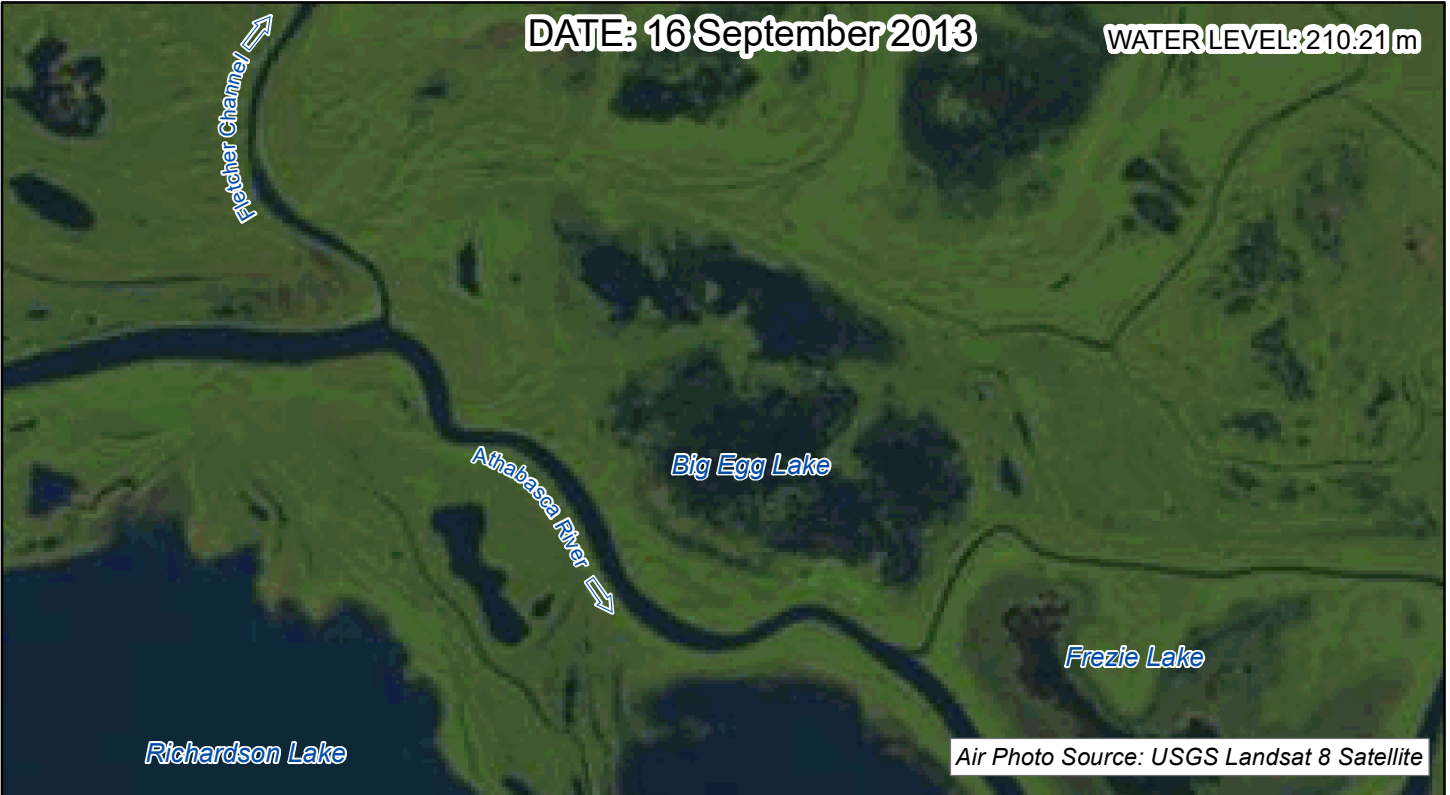 DATE: 16 September 2013
WATER LEVEL: 210.21 m
Fletcher Channel
Big Egg Lake
Athabasca River
Frezie Lake
Richardson Lake
Air Photo Source: USGS Landsat 8 Satellite